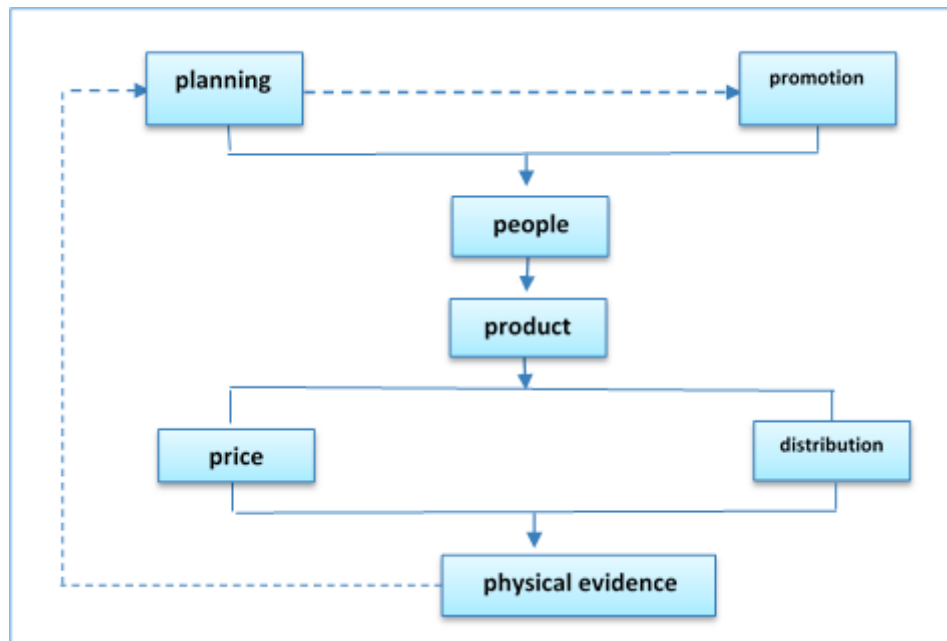 planning
promotion
people
product
price
distribution
physical evidence